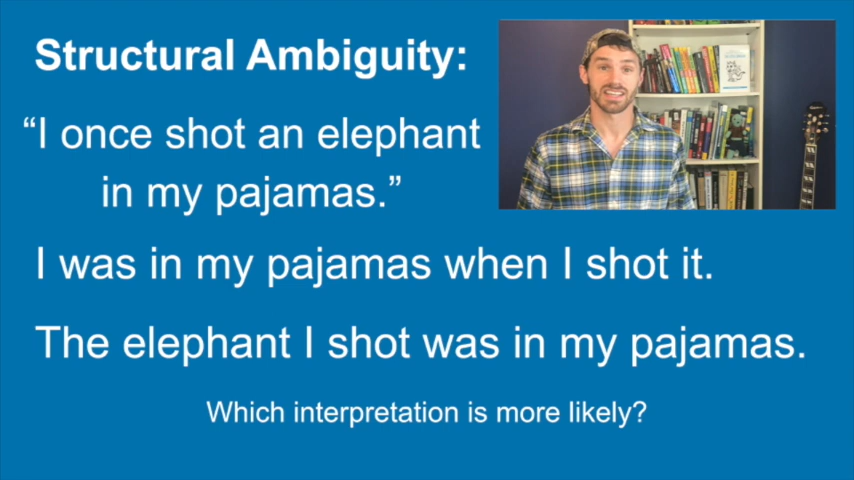 Structural Ambiguity:
“I once shot an elephant
in my pajamas.”
I was in my pajamas when I shot it.
The elephant I shot was in my pajamas.
Which interpretation is more likely?